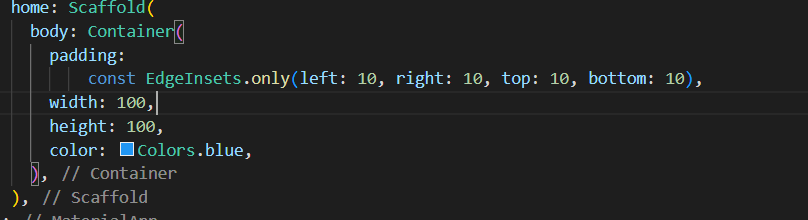 home: Scaffold(
body: Container(
padding:
const EdgeInsets.only(left: 10, right: 10, top: 10, bottom: 10),
width: 100,
height: 100,
color: Colors.blue,
), // Container
), // Scaffold
// MaterialApp